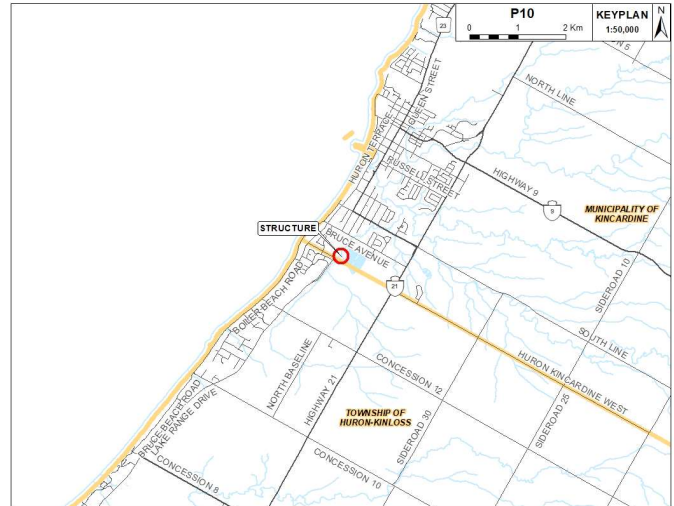 P10
0 1 2 Km
KEYPLAN
1:50,000
N
23
QUEEN STREET
NORTH LINE
HURON TERRACE
RUSSELL STREET
HIGHWAY 9
9
MUNICIPALITY OF
KINCARDINE
STRUCTURE
BRUCE AVENUE
SIDEROAD 10
21
BOILER BEACH ROAD
SOUTH LINE
NORTH BASELINE
HURON KINCARDINE WEST
CONCESSION 12
HIGHWAY 21
BRUCE BEACH ROAD
LAKE RANGE DRIVE
TOWNSHIP OF
HURON-KINLOSS
SIDEROAD 30
SIDEROAD 25
CONCESSION 8
CONCESSION 10